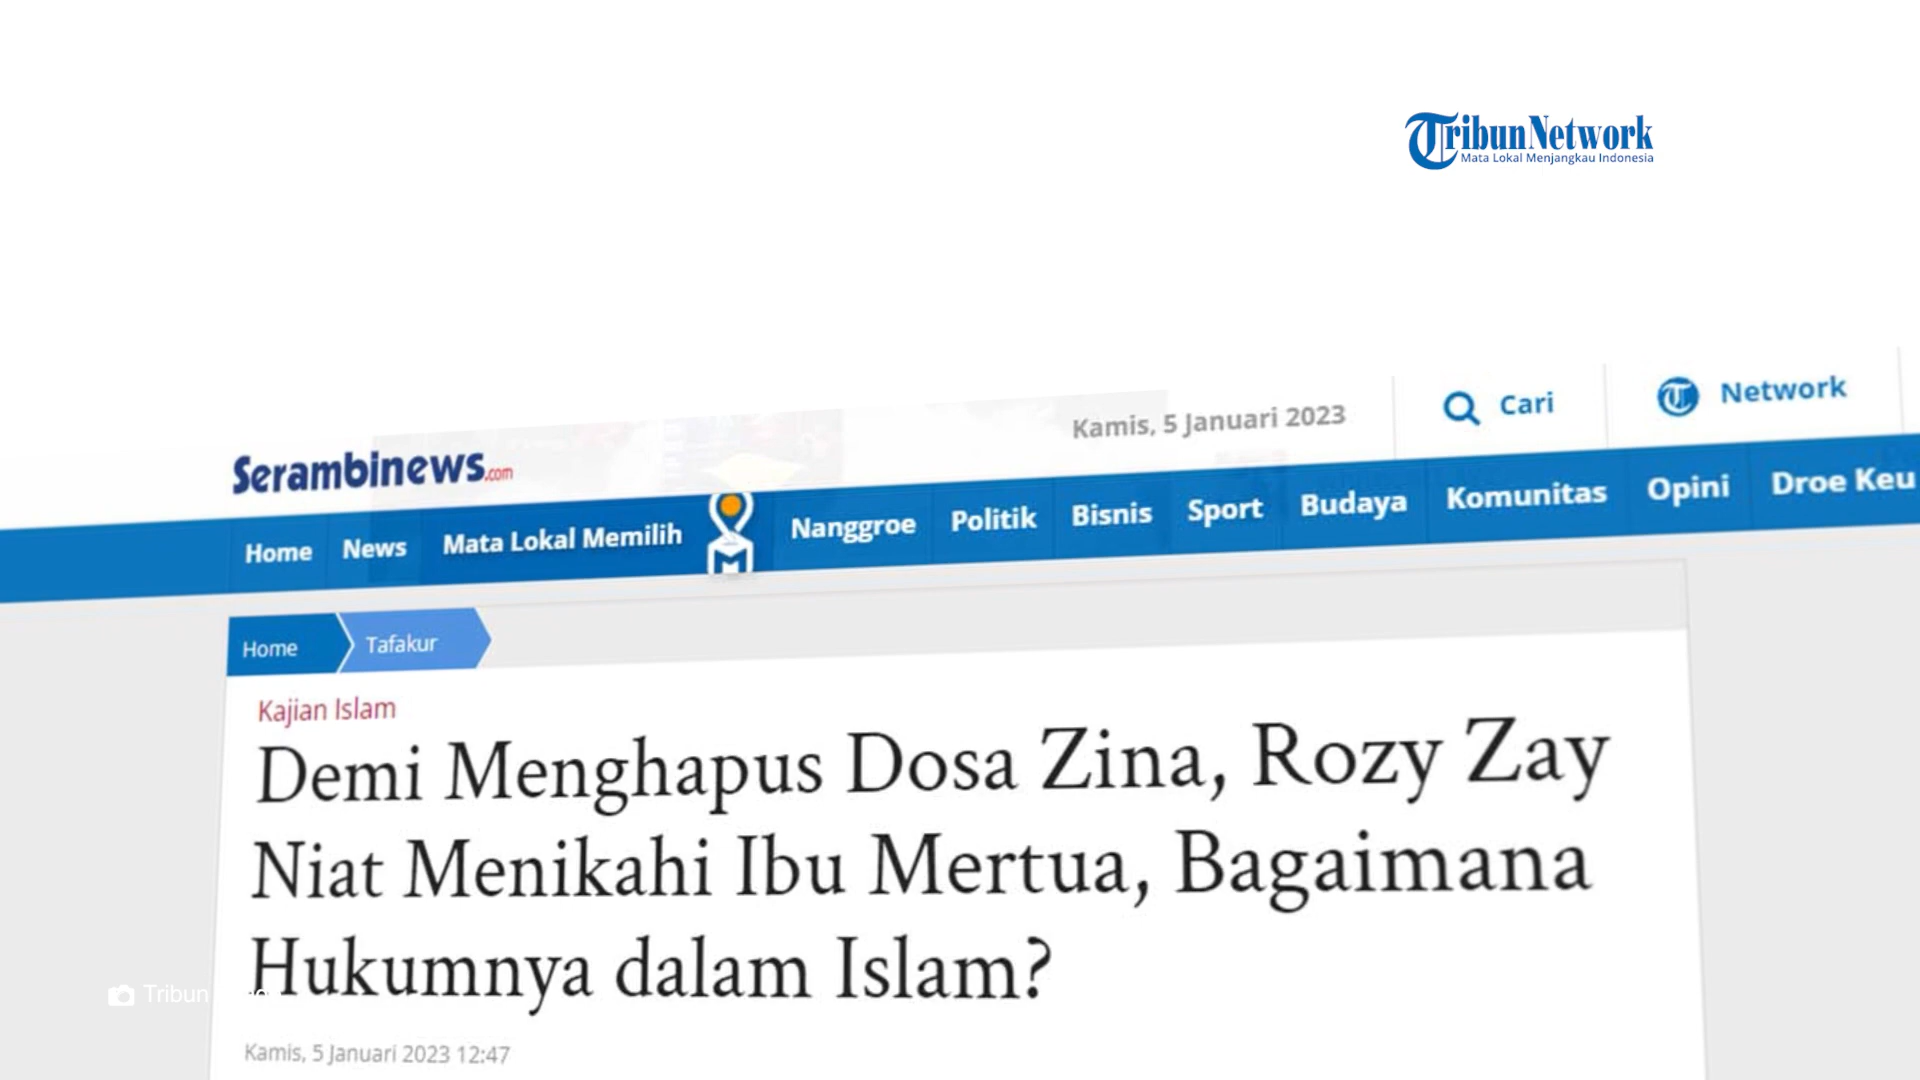 TribunNetwork
Mata Lokal Menjangkau Indonesia
Kamis, 5 Januari 2023
Cari
Network
Serambinews.com
Home News Mata Lokal Memilih Nanggroe Politik Bisnis Sport Budaya Komunitas Opini Droe Keu
Home Tafakur
Kajian Islam
Demi Menghapus Dosa Zina, Rozy Zay
Niat Menikahi Ibu Mertua, Bagaimana
Hukumnya dalam Islam?
Tribun
Kamis, 5 Januari 2023 12:47